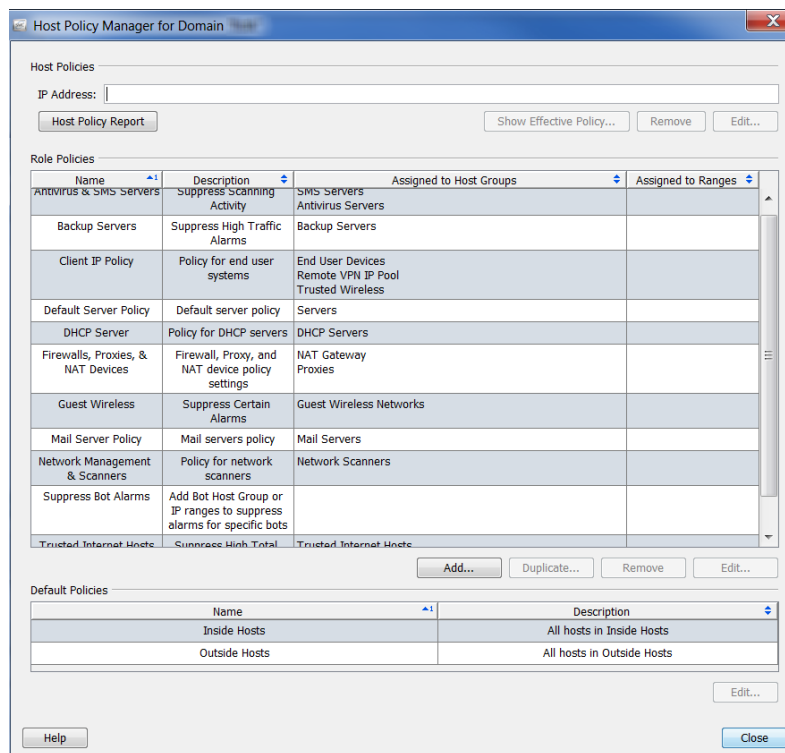 Host Policy Manager for Domain
Host Policies
IP Address:
Host Policy Report
Show Effective Policy...
Remove
Edit...
Role Policies
Name 1
Description
Assigned to Host Groups
Assigned to Ranges
Antivirus & SMS Servers
Suppress Scanning
Activity
SMS Servers
Antivirus Servers
Backup Servers
Suppress High Traffic
Alarms
Backup Servers
Client IP Policy
Policy for end user
systems
End User Devices
Remote VPN IP Pool
Trusted Wireless
Default Server Policy
Default server policy
Servers
DHCP Server
Policy for DHCP servers
DHCP Servers
Firewalls, Proxies, &
NAT Devices
Firewall, Proxy, and
NAT device policy
settings
NAT Gateway
Proxies
Guest Wireless
Suppress Certain
Alarms
Guest Wireless Networks
Mail Server Policy
Mail servers policy
Mail Servers
Network Management
& Scanners
Policy for network
scanners
Network Scanners
Suppress Bot Alarms
Add Bot Host Group or
IP ranges to suppress
alarms for specific bots
Trusted Internet Hosts
Suppress High Total
Trusted Internet Hosts
Add...
Duplicate...
Remove
Edit...
Default Policies
Name 1
Description
Inside Hosts
All hosts in Inside Hosts
Outside Hosts
All hosts in Outside Hosts
Edit...
Help
Close